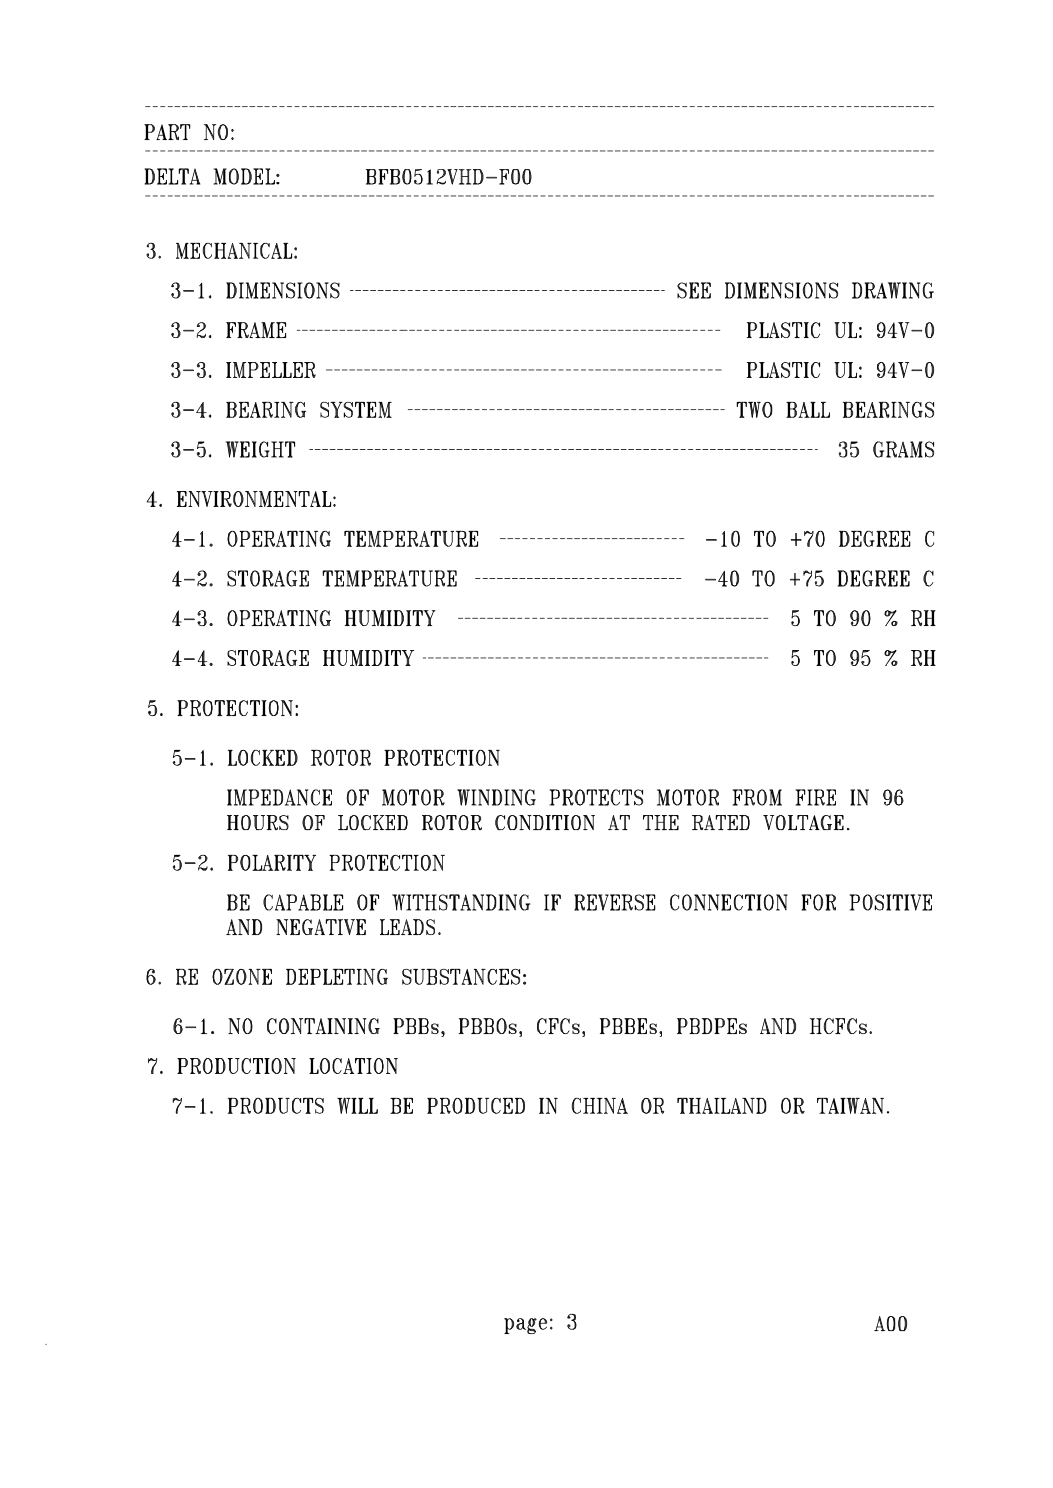 PART NO:
DELTA MODEL: BFB0512VHD-F00
3. MECHANICAL:
3-1. DIMENSIONS SEE DIMENSIONS DRAWING
3-2. FRAME PLASTIC UL: 94V-0
3-3. IMPELLER PLASTIC UL: 94V-0
3-4. BEARING SYSTEM TWO BALL BEARINGS
3-5. WEIGHT 35 GRAMS
4. ENVIRONMENTAL:
4-1. OPERATING TEMPERATURE -10 TO +70 DEGREE C
4-2. STORAGE TEMPERATURE -40 TO +75 DEGREE C
4-3. OPERATING HUMIDITY 5 TO 90 % RH
4-4. STORAGE HUMIDITY 5 TO 95 % RH
5. PROTECTION:
5-1. LOCKED ROTOR PROTECTION
IMPEDANCE OF MOTOR WINDING PROTECTS MOTOR FROM FIRE IN 96
HOURS OF LOCKED ROTOR CONDITION AT THE RATED VOLTAGE.
5-2. POLARITY PROTECTION
BE CAPABLE OF WITHSTANDING IF REVERSE CONNECTION FOR POSITIVE
AND NEGATIVE LEADS.
6. RE OZONE DEPLETING SUBSTANCES:
6-1. NO CONTAINING PBBs, PBBOs, CFCs, PBBEs, PBDPEs AND HCFCs.
7. PRODUCTION LOCATION
7-1. PRODUCTS WILL BE PRODUCED IN CHINA OR THAILAND OR TAIWAN.
page: 3 A00